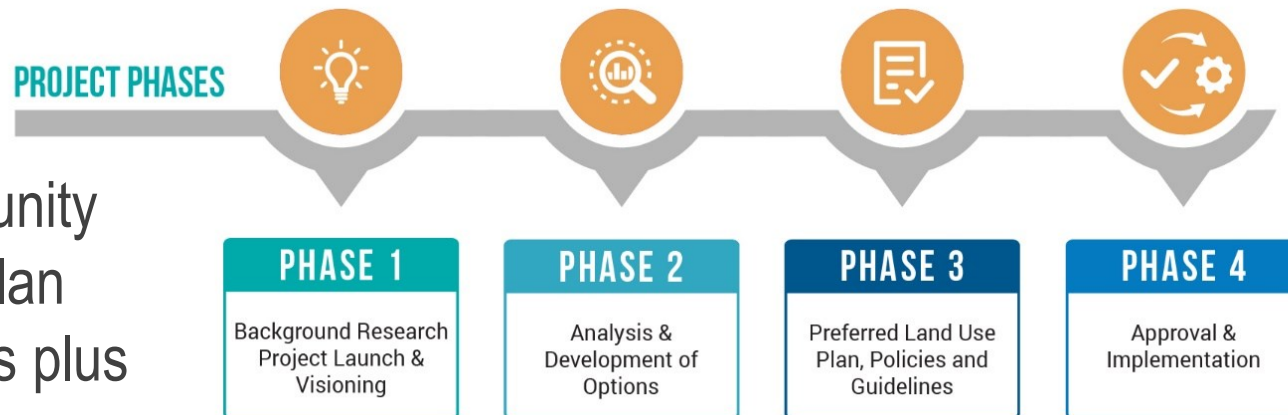 PROJECT PHASES
unity
lan
s plus
PHASE 1
Background Research
Project Launch &
Visioning
PHASE 2
Analysis &
Development of
Options
PHASE 3
Preferred Land Use
Plan, Policies and
Guidelines
PHASE 4
Approval &
Implementation